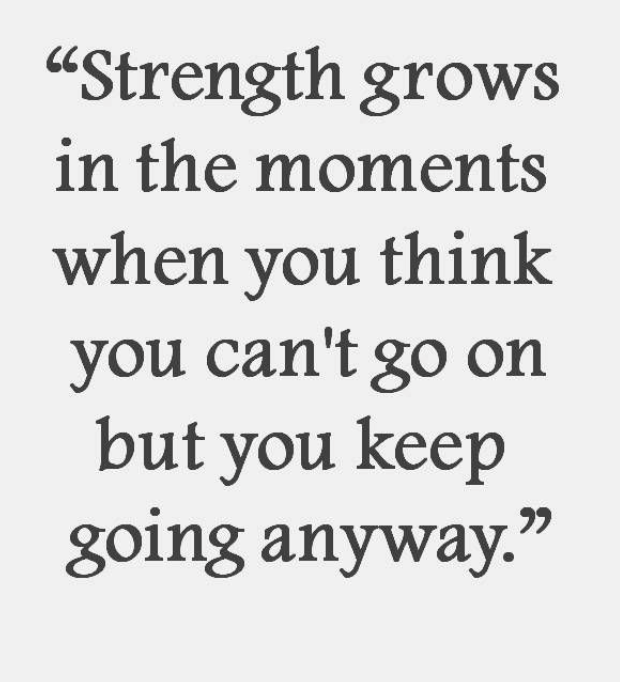 “Strength grows
in the moments
when you think
you can't go on
but you keep
going anyway.”